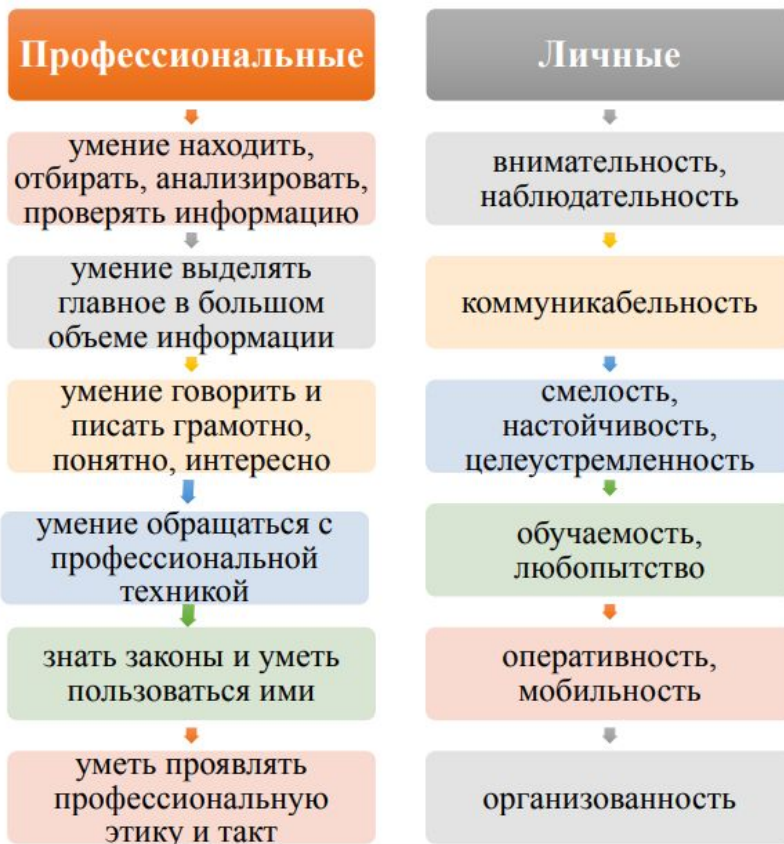 Профессиональные
умение находить,
отбирать, анализировать,
проверять информацию
умение выделять
главное в большом
объеме информации
умение говорить и
писать грамотно,
понятно, интересно
умение обращаться с
профессиональной
техникой
знать законы и уметь
пользоваться ими
уметь проявлять
профессиональную
этику и такт
Личные
внимательность,
наблюдательность
коммуникабельность
смелость,
настойчивость,
целеустремленность
обучаемость,
любопытство
оперативность,
мобильность
организованность